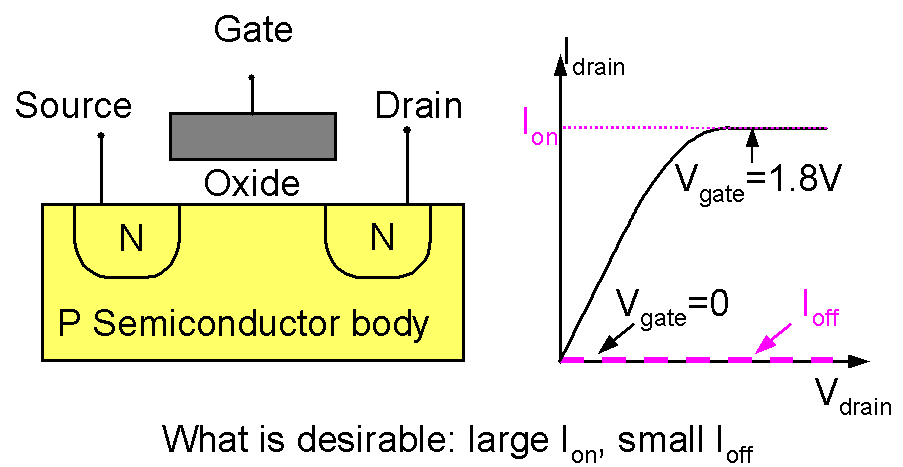 Gate
Source
Drain
Oxide
N
N
P Semiconductor body
Idrain
Ion
Vgate=1.8V
Vgate=0
Ioff
Vdrain
What is desirable: large Ion, small Ioff